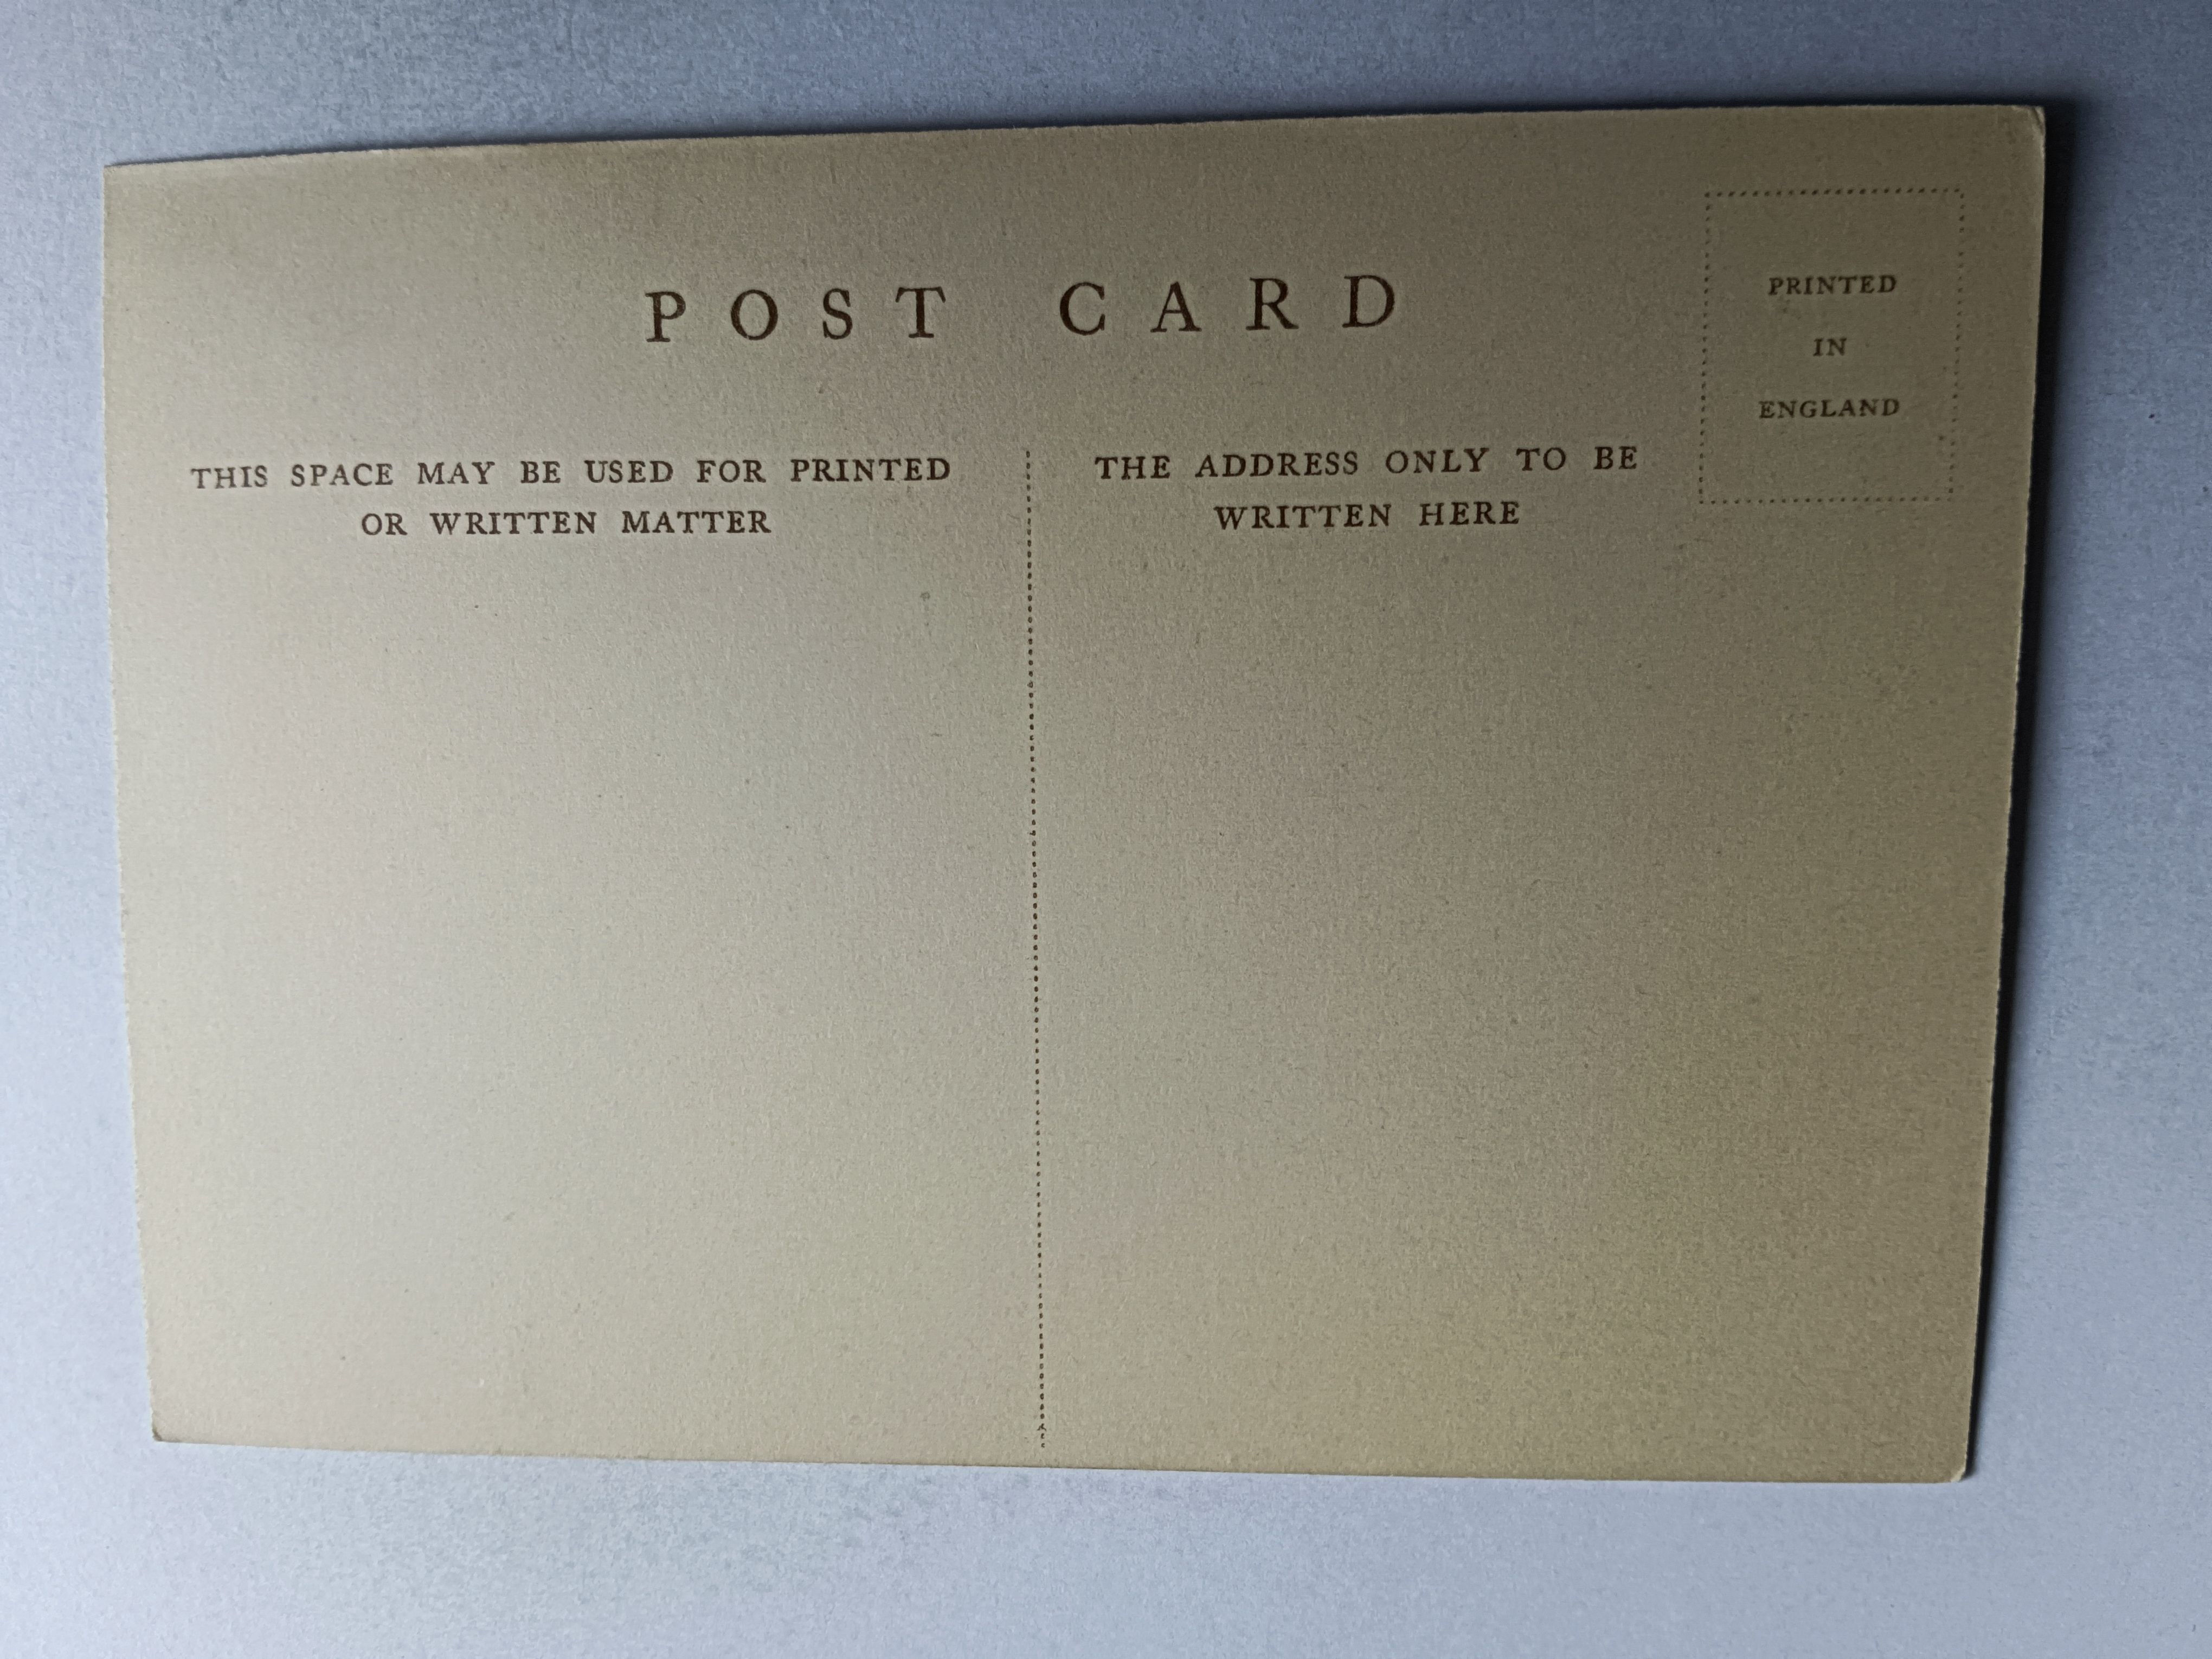 POST CARD
PRINTED
IN
ENGLAND
THIS SPACE MAY BE USED FOR PRINTED
OR WRITTEN MATTER
THE ADDRESS ONLY TO BE
WRITTEN HERE